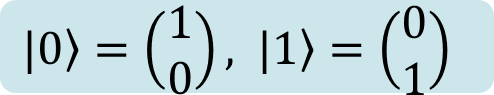 |0⟩ = (1 0), |1⟩ = (0 1)